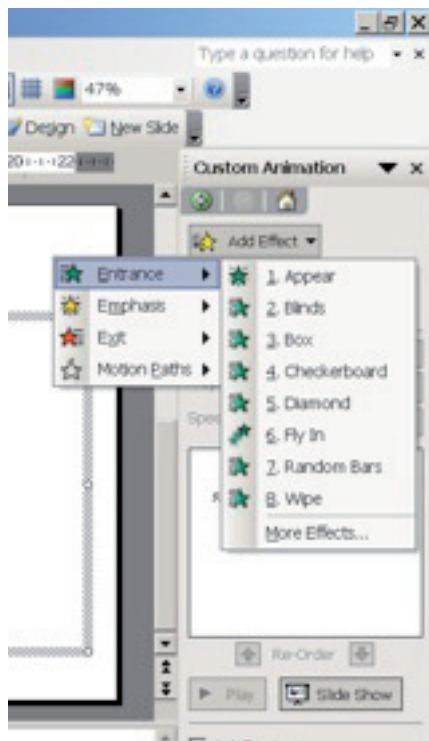 Type a question for help
47%
Design New Slide
20 22
Custom Animation
Add Effect
Entrance
Emphasis
Exit
Motion Paths
1. Appear
2. Blinds
3. Box
4. Checkerboard
5. Diamond
6. Fly In
7. Random Bars
8. Wipe
More Effects...
Re-Order
Play
Slide Show